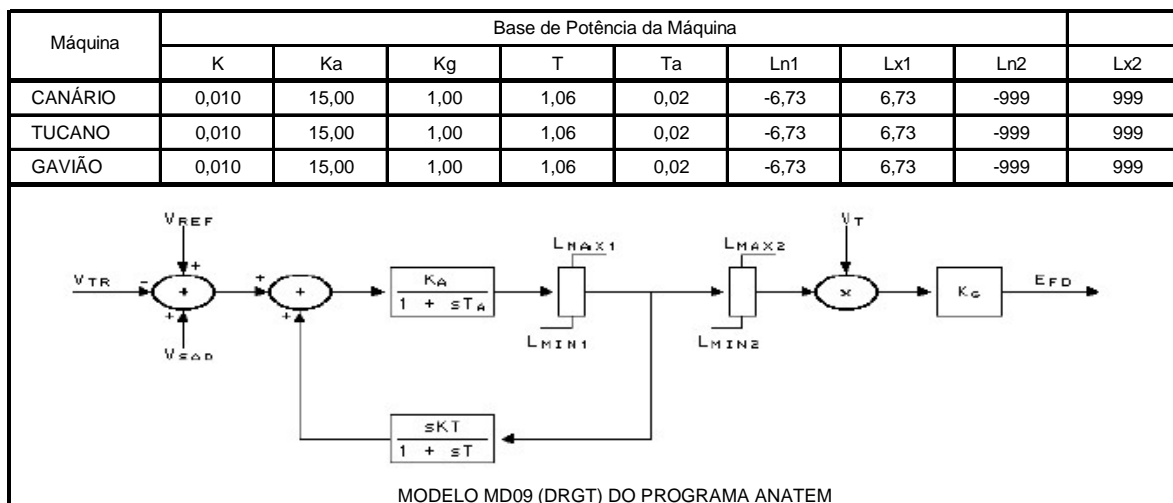 Máquina Base de Potência da Máquina
K Ka Kg T Ta Ln1 Lx1 Ln2 Lx2
CANÁRIO 0,010 15,00 1,00 1,06 0,02 -6,73 6,73 -999 999
TUCANO 0,010 15,00 1,00 1,06 0,02 -6,73 6,73 -999 999
GAVIÃO 0,010 15,00 1,00 1,06 0,02 -6,73 6,73 -999 999
VREF VT
LMAX1 LMAX2
VTR - + + + KA × KG EFD
+ + 1 + sTA
VSAD LMIN1 LMIN2
sKT
1 + sT
MODELO MD09 (DRGT) DO PROGRAMA ANATEM